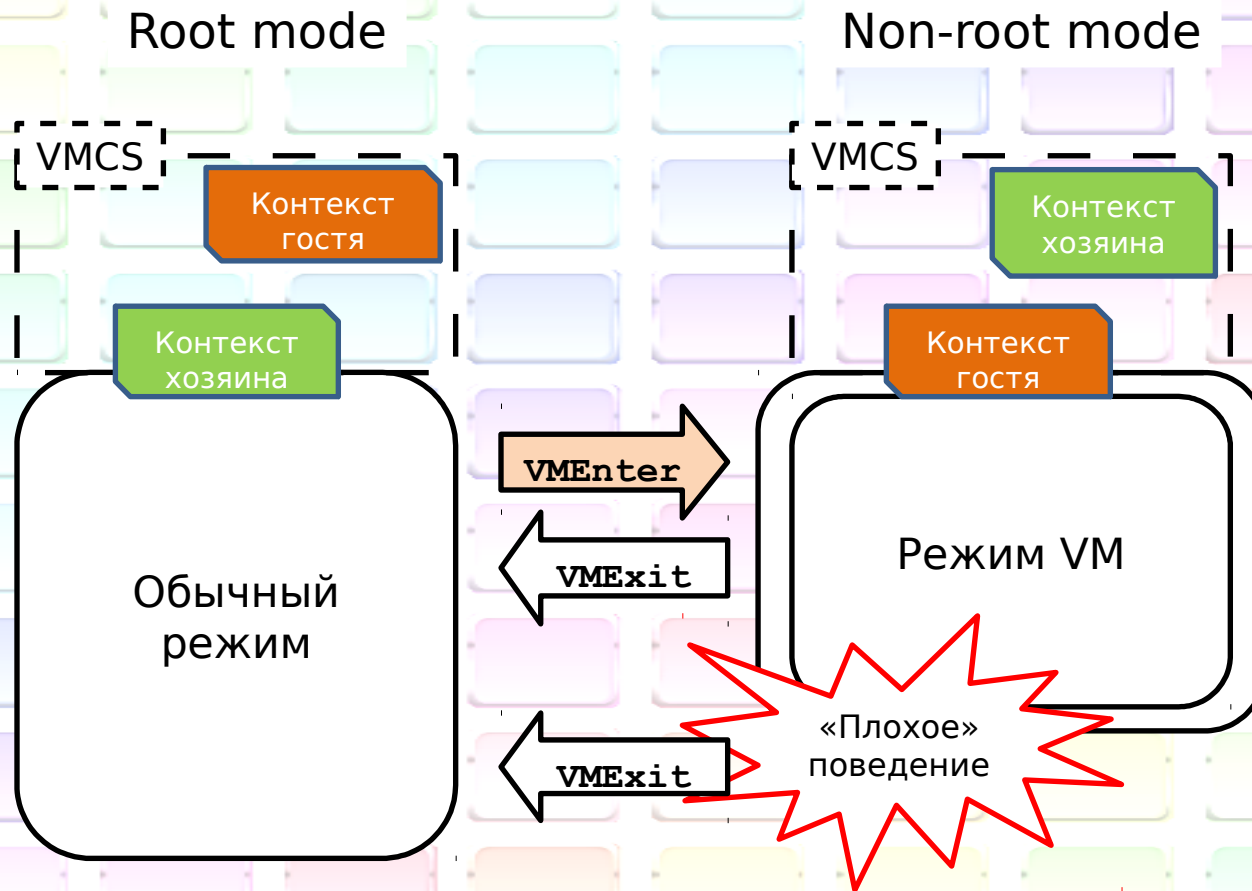 Root mode
Non-root mode
VMCS
Контекст
гостя
Контекст
хозяина
Обычный
режим
VMEnter
VMExit
VMExit
VMCS
Контекст
хозяина
Контекст
гостя
Режим VM
«Плохое»
поведение